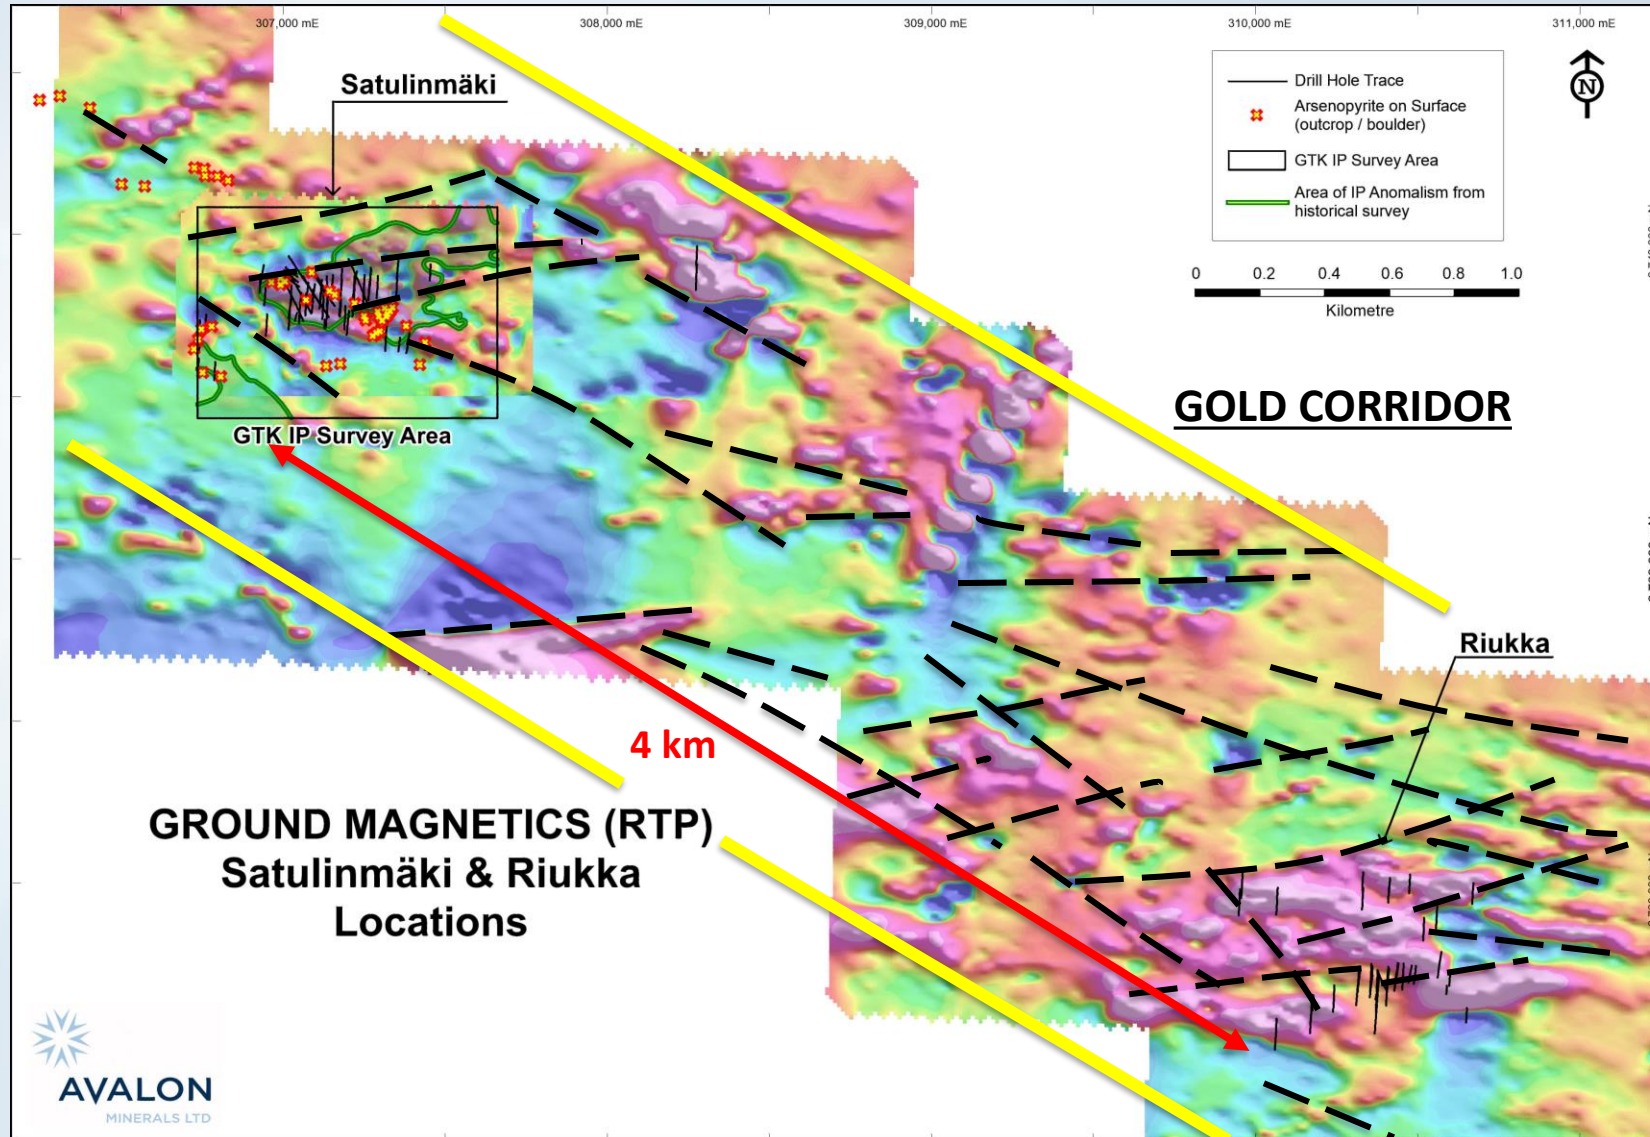 307,000 mE
308,000 mE
309,000 mE
310,000 mE
311,000 mE
Satulinmäki
Drill Hole Trace
Arsenopyrite on Surface
(outcrop / boulder)
GTK IP Survey Area
Area of IP Anomalism from
historical survey
N
0 0.2 0.4 0.6 0.8 1.0
Kilometre
GOLD CORRIDOR
GTK IP Survey Area
Riukka
4 km
GROUND MAGNETICS (RTP)
Satulinmäki & Riukka
Locations
AVALON
MINERALS LTD